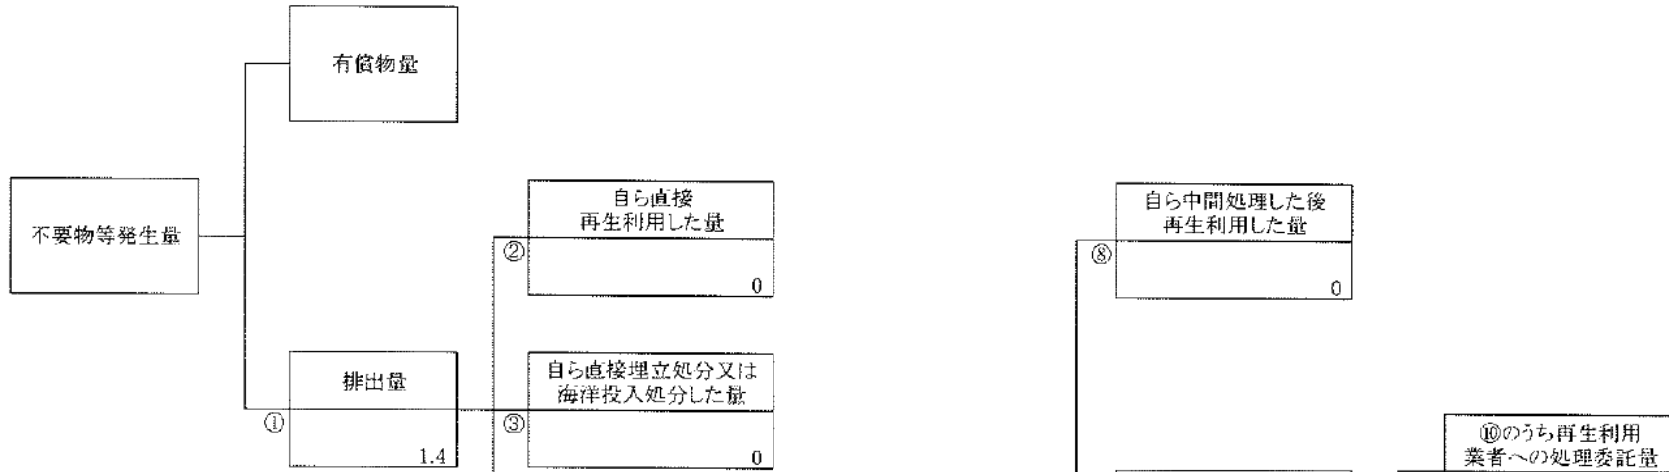 有償物量
不要物等発生量
自ら直接
再生利用した量
②
0
自ら中間処理した後
再生利用した量
⑧
0
排出量
①
1.4
自ら直接埋立処分又は
海洋投入処分した量
③
0
⑩のうち再生利用
業者への処理委託量